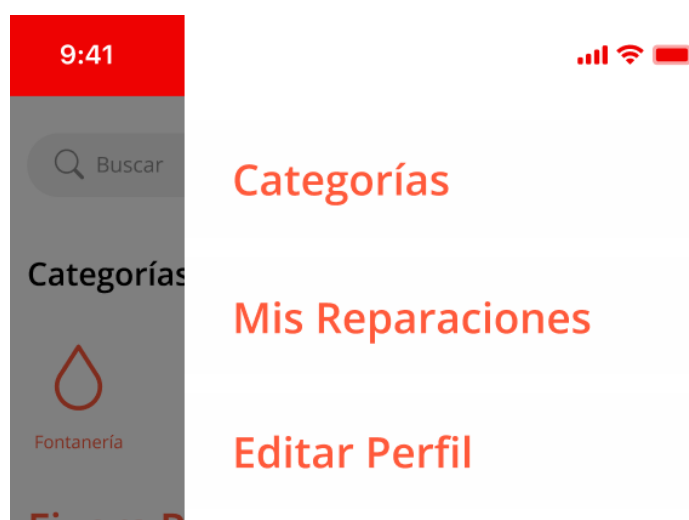 9:41
Buscar
Categorías
Fontanería
Categorías
Mis Reparaciones
Editar Perfil